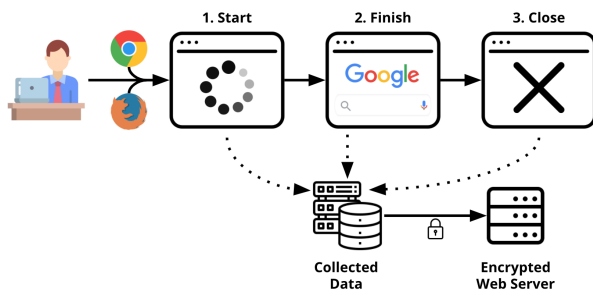 1. Start
2. Finish
3. Close
Google
Collected
Data
Encrypted
Web Server